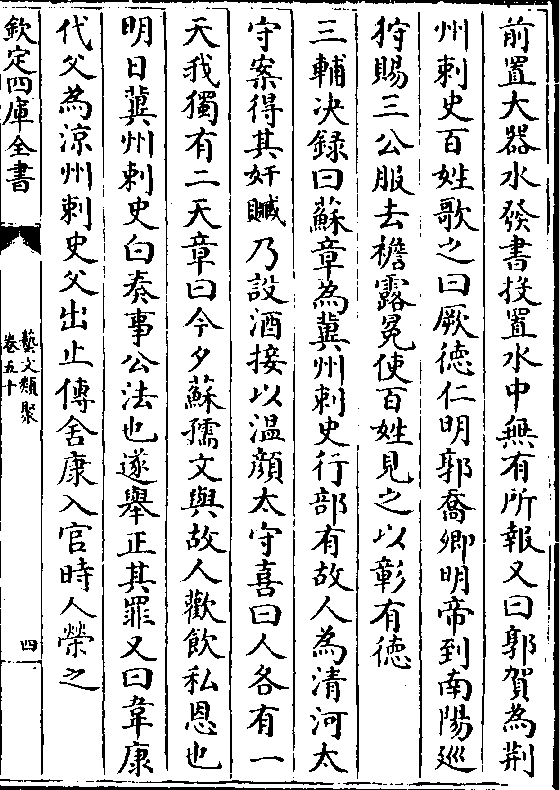 前置大器水發書投置水中無有所報又曰郭賀為荆
州刺史百姓歌之曰厥徳仁明郭喬卿明帝到南陽廵
狩賜三公服去襜露冕使百姓見之以彰有徳
三輔决録曰蘇章為冀州刺史行部有故人為清河太
守案得其奸贓乃設酒接以温顔太守喜曰人各有一
天我獨有二天章曰今夕蘇孺文與故人歡飲私恩也
明日冀州刺史白奏事公法也遂舉正其罪又曰韋康
代父為涼州刺史父出止傳舍康入官時人榮之
欽定四庫全書
藝文類聚
卷五十
四